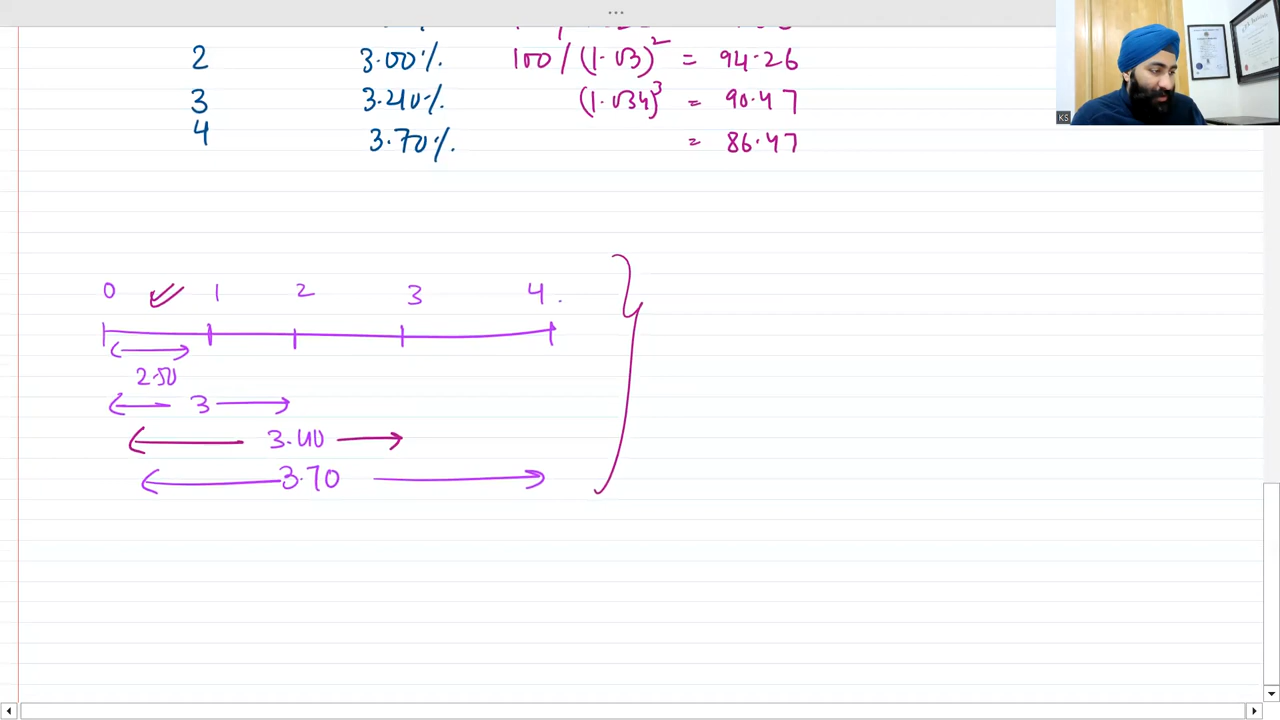 2 3.00% 100 / (1.03)² = 94.26
3 3.40% (1.034)³ = 90.47
4 3.70% = 86.47
0 1 2 3 4.
2.50
3
3.40
3.70
KS